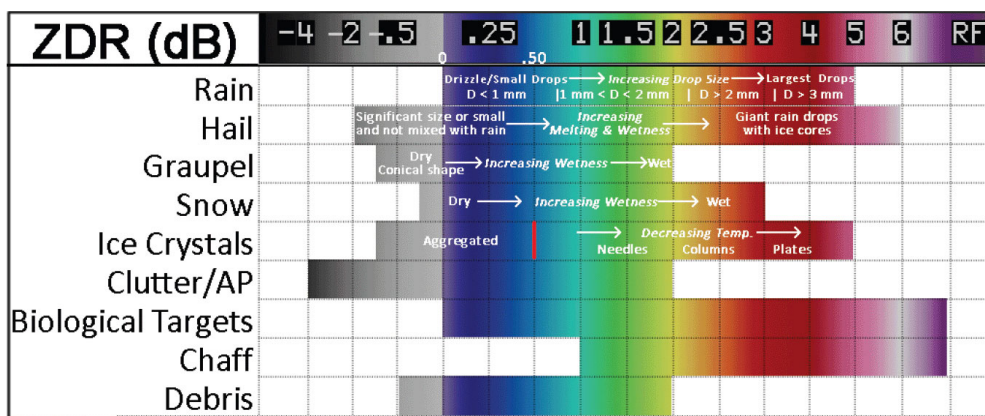 ZDR (dB) -4 -2 -.5 .25 1 1.5 2 2.5 3 4 5 6 RF
0 .50
Rain
Drizzle/Small Drops → Increasing Drop Size → Largest Drops
D < 1 mm |1 mm < D < 2 mm | D > 2 mm | D > 3 mm
Hail
Significant size or small → Increasing → Giant rain drops
and not mixed with rain Melting & Wetness with ice cores
Graupel
Dry → Increasing Wetness → Wet
Conical shape
Snow
Dry → Increasing Wetness → Wet
Ice Crystals
Aggregated → Decreasing Temp. →
Needles Columns Plates
Clutter/AP
Biological Targets
Chaff
Debris